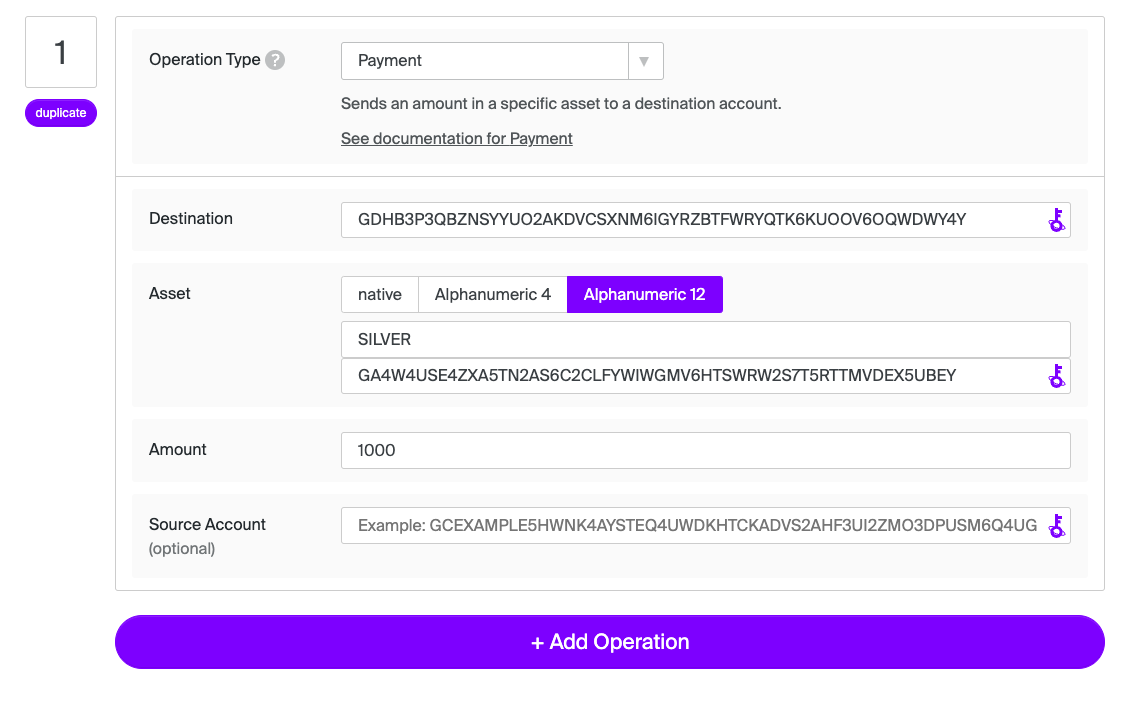 1
duplicate
Operation Type ?
Payment
Sends an amount in a specific asset to a destination account.
See documentation for Payment
Destination
GDHB3P3QBZNSYYUO2AKDVCSXNM6IGYRZBTFWRYQTK6KUOOV6OQWDWY4Y
Asset
native
Alphanumeric 4
Alphanumeric 12
SILVER
GA4W4USE4ZXA5TN2AS6C2CLFYWIWGMV6HTSWRW2S7T5RTTMVDEX5UBEY
Amount
1000
Source Account
(optional)
Example: GCEXAMPLE5HWNK4AYSTEQ4UWDKHTCKADVS2AHF3UI2ZMO3DPUSM6Q4UG
+ Add Operation